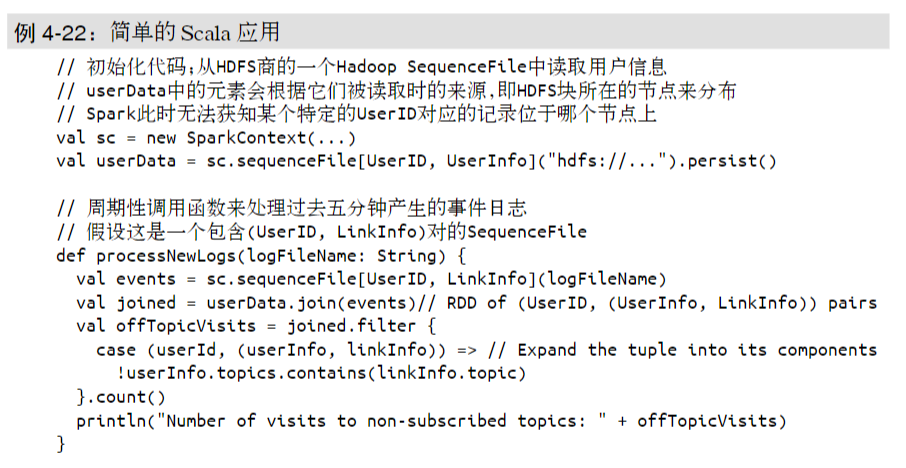 例 4-22：简单的 Scala 应用
// 初始化代码;从HDFS商的一个Hadoop SequenceFile中读取用户信息
// userData中的元素会根据它们被读取时的来源,即HDFS块所在的节点来分布
// Spark此时无法获知某个特定的UserID对应的记录位于哪个节点上
val sc = new SparkContext(...)
val userData = sc.sequenceFile[UserID, UserInfo]("hdfs://...").persist()

// 周期性调用函数来处理过去五分钟产生的事件日志
// 假设这是一个包含(UserID, LinkInfo)对的SequenceFile
def processNewLogs(logFileName: String) {
  val events = sc.sequenceFile[UserID, LinkInfo](logFileName)
  val joined = userData.join(events)// RDD of (UserID, (UserInfo, LinkInfo)) pairs
  val offTopicVisits = joined.filter {
    case (userId, (userInfo, linkInfo)) => // Expand the tuple into its components
      !userInfo.topics.contains(linkInfo.topic)
  }.count()
  println("Number of visits to non-subscribed topics: " + offTopicVisits)
}